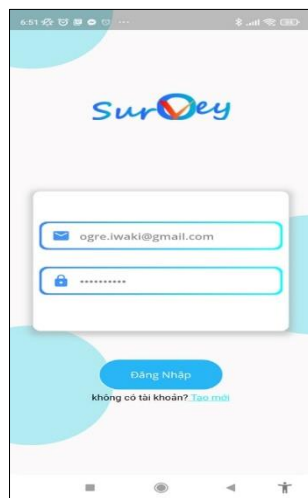 6:51
Survey
ogre.iwaki@gmail.com
••••••••••
Đăng Nhập
không có tài khoản? Tạo mới